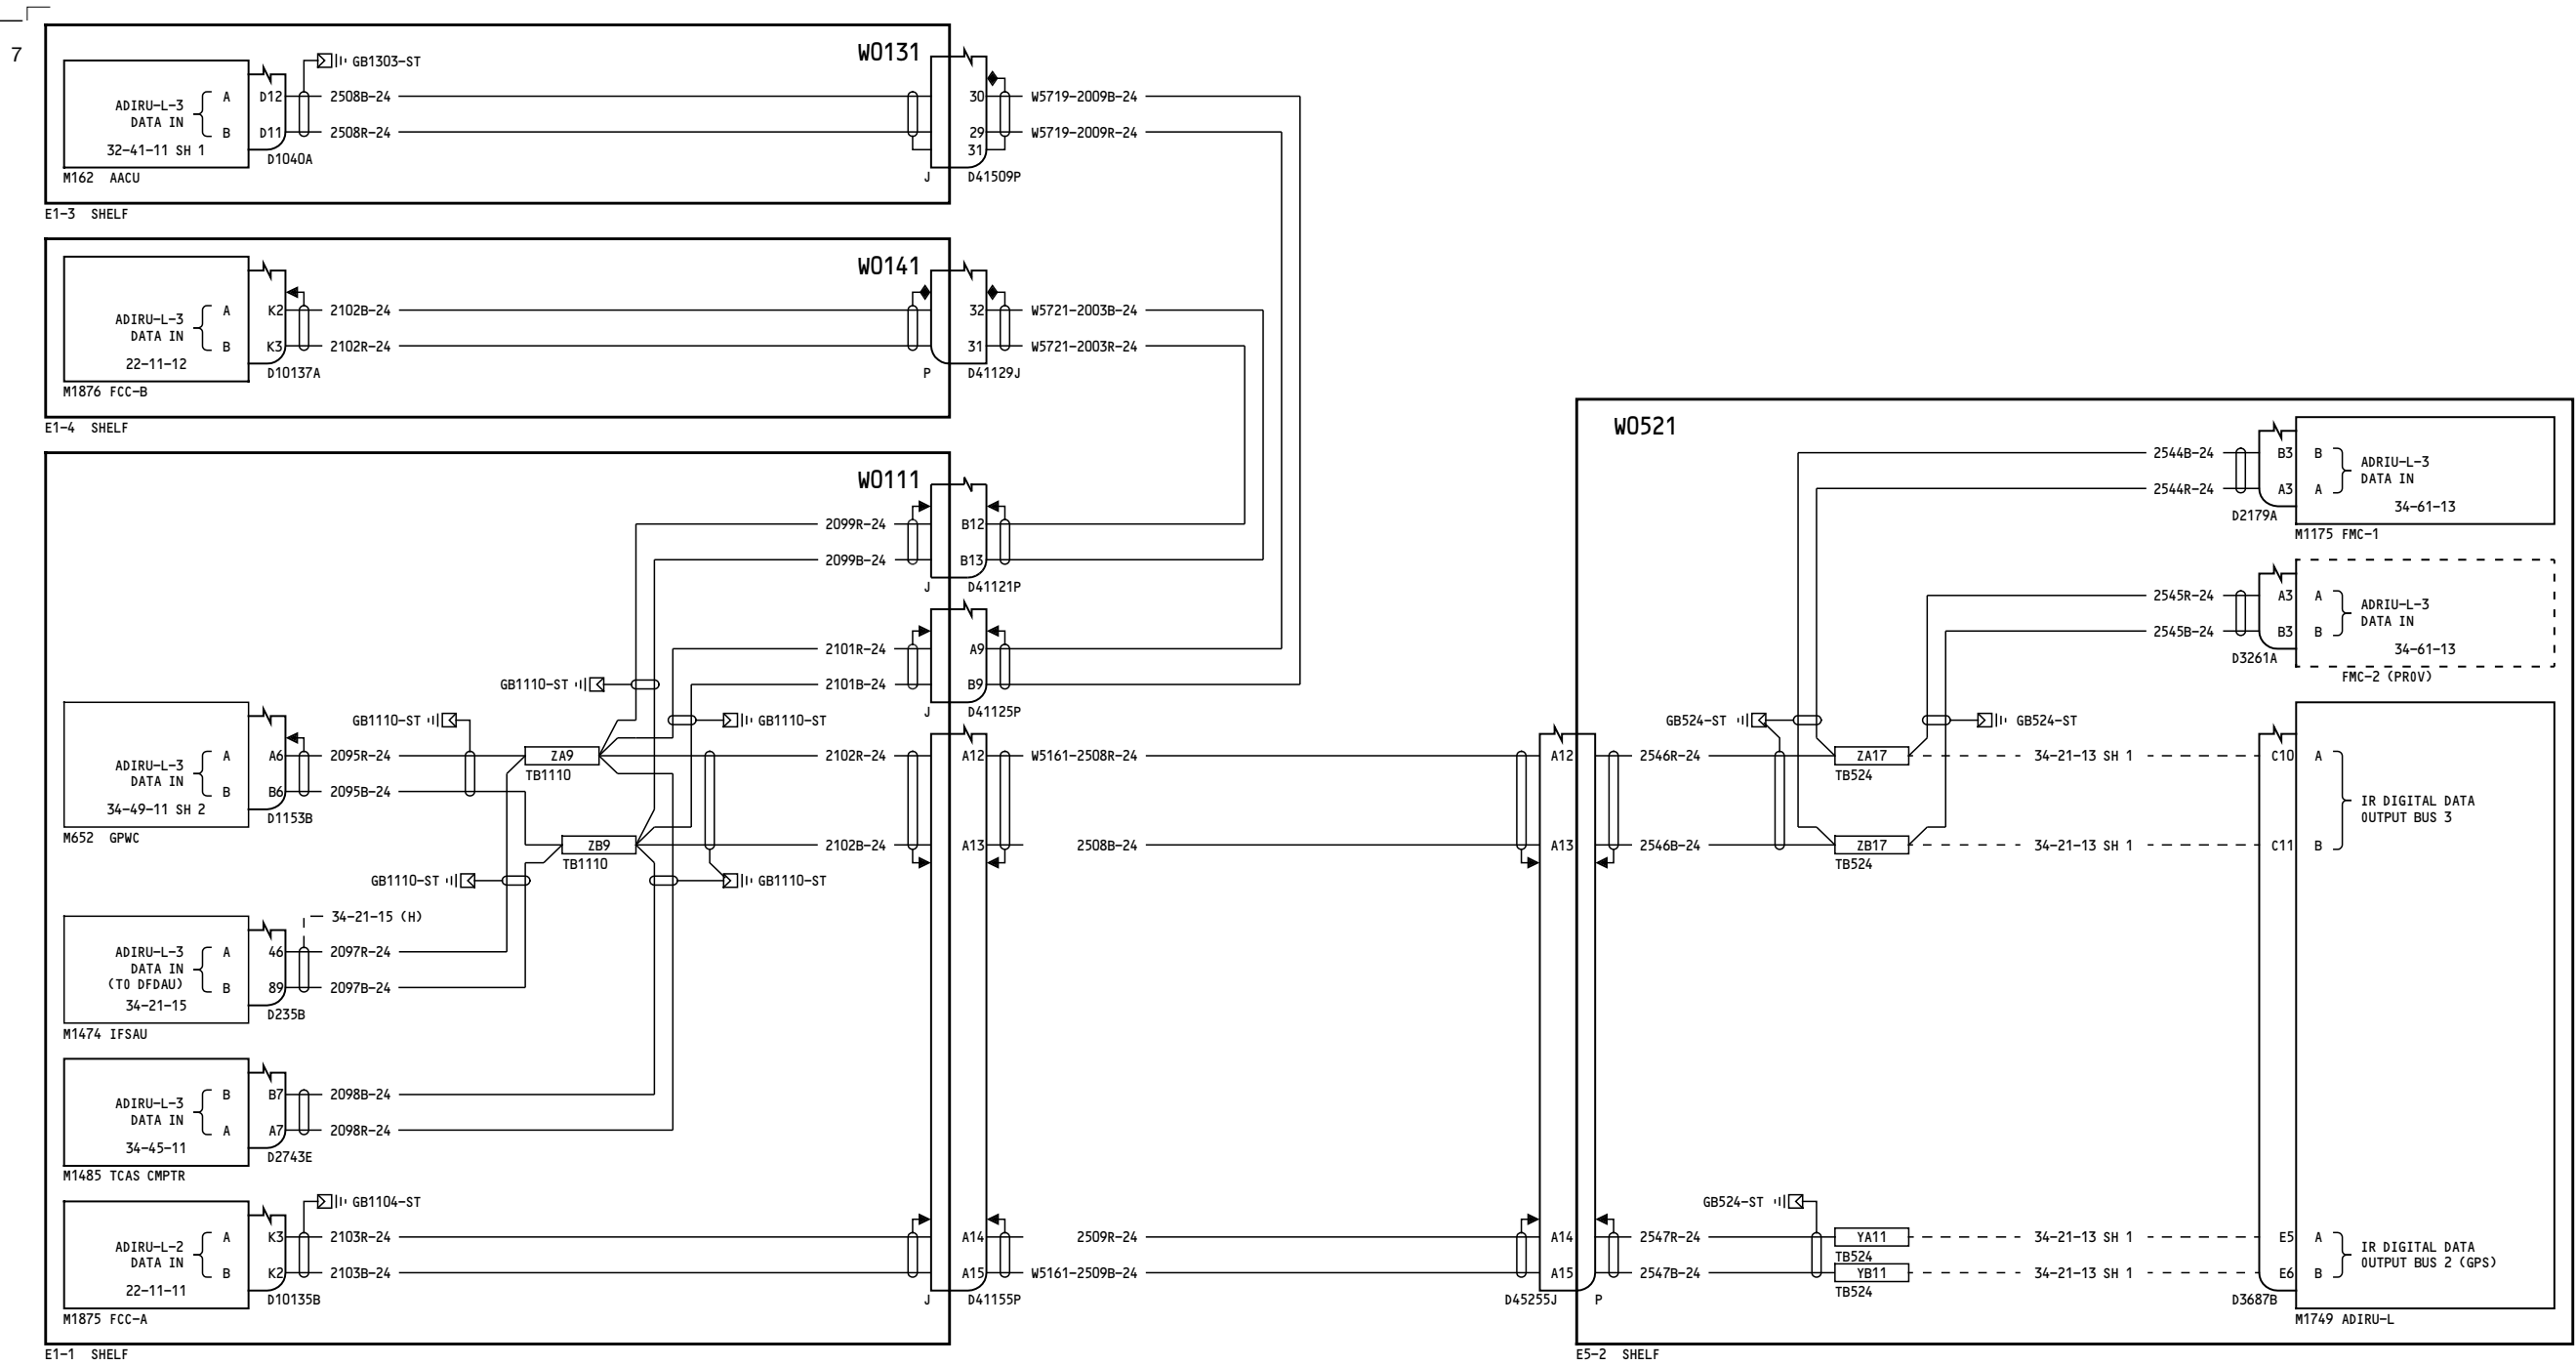 7
W0131
GB1303-ST
ADIRU-L-3
DATA IN
A
B
32-41-11 SH 1
D12
D11
2508B-24
2508R-24
D1040A
M162 AACU
30
29
31
W5719-2009B-24
W5719-2009R-24
J
D41509P
E1-3 SHELF
W0141
ADIRU-L-3
DATA IN
A
B
22-11-12
K2
K3
2102B-24
2102R-24
D10137A
M1876 FCC-B
32
31
W5721-2003B-24
W5721-2003R-24
P
D41129J
E1-4 SHELF
W0111
2099R-24
2099B-24
B12
B13
J
D41121P
2101R-24
2101B-24
A9
B9
J
D41125P
GB1110-ST
GB1110-ST
GB1110-ST
ADIRU-L-3
DATA IN
A
B
34-49-11 SH 2
A6
B6
2095R-24
2095B-24
D1153B
M652 GPWC
ZA9
TB1110
ZB9
TB1110
2102R-24
2102B-24
A12
A13
W5161-2508R-24
2508B-24
GB1110-ST
GB1110-ST
34-21-15 (H)
ADIRU-L-3
DATA IN
(TO DFDAU)
A
B
34-21-15
46
89
2097R-24
2097B-24
D235B
M1474 IFSAU
ADIRU-L-3
DATA IN
B
A
34-45-11
B7
A7
2098B-24
2098R-24
D2743E
M1485 TCAS CMPTR
GB1104-ST
ADIRU-L-2
DATA IN
A
B
22-11-11
K3
K2
2103R-24
2103B-24
D10135B
M1875 FCC-A
A14
A15
2509R-24
W5161-2509B-24
J
D41155P
E1-1 SHELF
W0521
2544B-24
2544R-24
B3
A3
B
A
ADRIU-L-3
DATA IN
34-61-13
D2179A
M1175 FMC-1
2545R-24
2545B-24
A3
B3
A
B
ADRIU-L-3
DATA IN
34-61-13
D3261A
FMC-2 (PROV)
GB524-ST
GB524-ST
A12
A13
2546R-24
2546B-24
ZA17
TB524
ZB17
TB524
34-21-13 SH 1
34-21-13 SH 1
C10
C11
A
B
IR DIGITAL DATA
OUTPUT BUS 3
GB524-ST
A14
A15
2547R-24
2547B-24
YA11
TB524
YB11
TB524
34-21-13 SH 1
34-21-13 SH 1
E5
E6
A
B
IR DIGITAL DATA
OUTPUT BUS 2 (GPS)
D45255J
P
D3687B
M1749 ADIRU-L
E5-2 SHELF